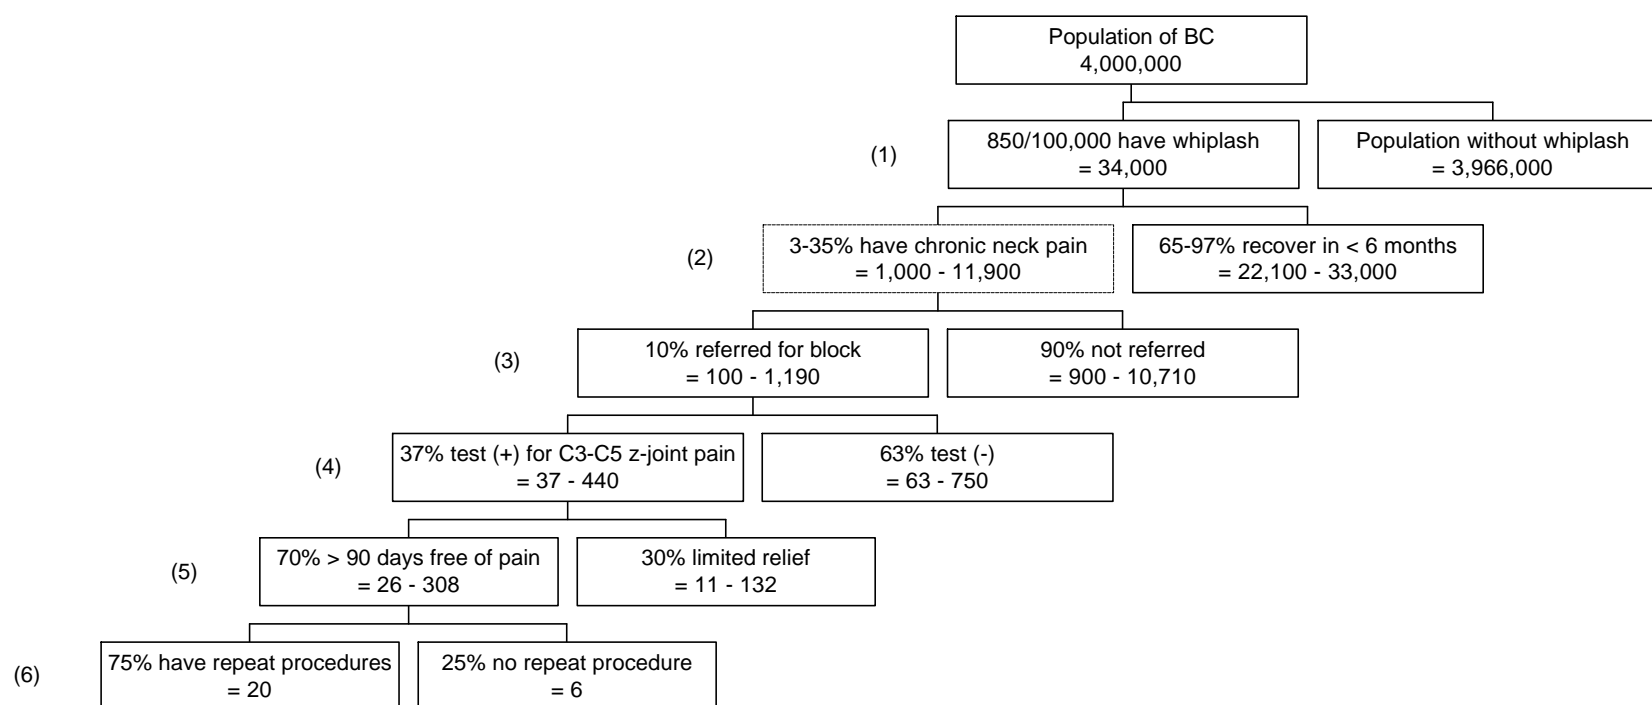 Population of BC
4,000,000
(1)
850/100,000 have whiplash
= 34,000
Population without whiplash
= 3,966,000
(2)
3-35% have chronic neck pain
= 1,000 - 11,900
65-97% recover in < 6 months
= 22,100 - 33,000
(3)
10% referred for block
= 100 - 1,190
90% not referred
= 900 - 10,710
(4)
37% test (+) for C3-C5 z-joint pain
= 37 - 440
63% test (-)
= 63 - 750
(5)
70% > 90 days free of pain
= 26 - 308
30% limited relief
= 11 - 132
(6)
75% have repeat procedures
= 20
25% no repeat procedure
= 6